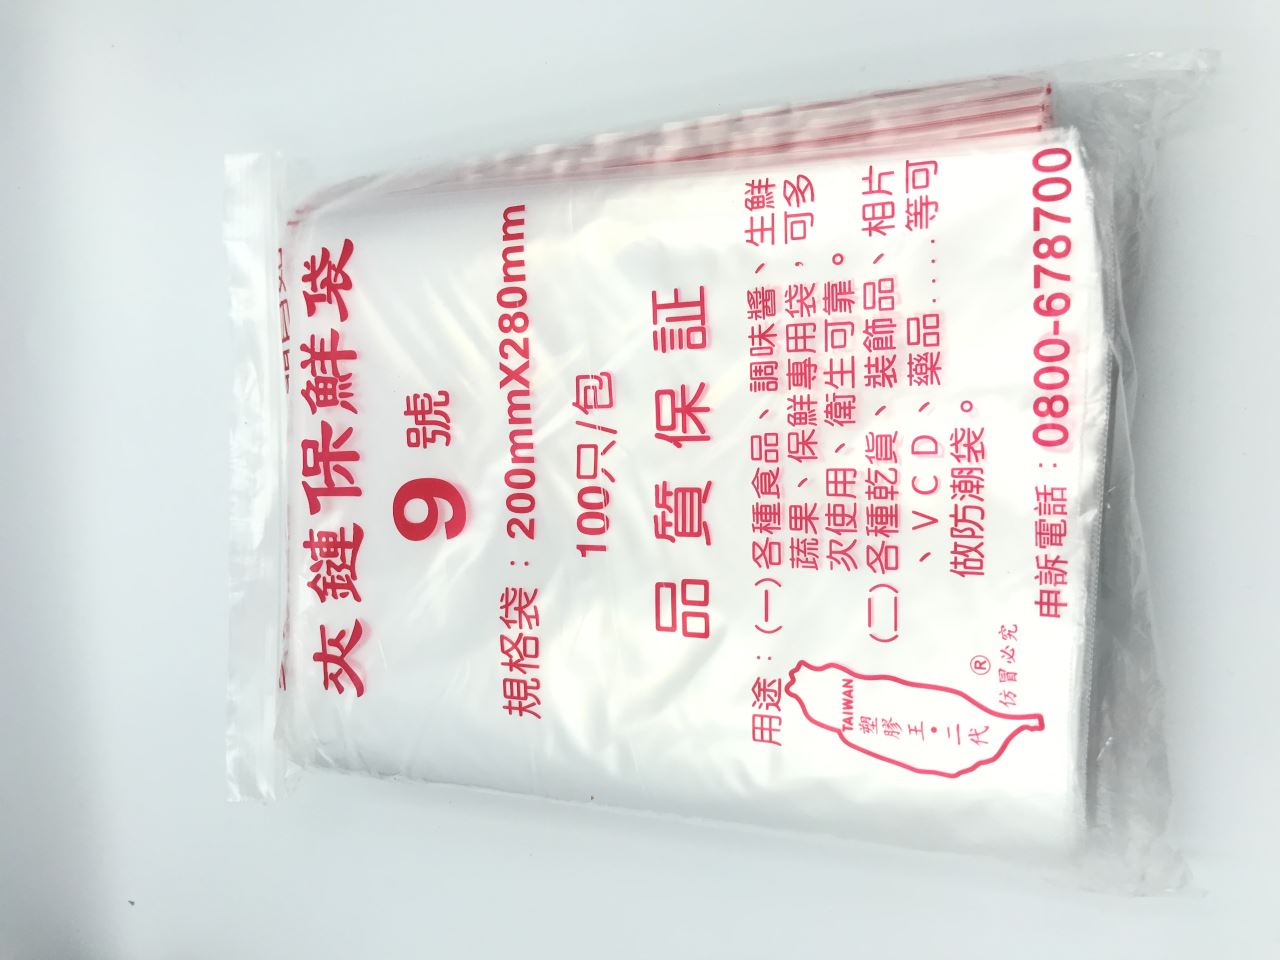 夾鏈保鮮袋
9號
規格袋：200mmX280mm
100只/包
品質保証
用途：(一)各種食品、調味醬、生鮮
蔬果、保鮮專用袋，可多
次使用、衛生可靠。
(二)各種乾貨、裝飾品、相片
、VCD、藥品....等可
做防潮袋。
TAIWAN
塑膠王•二代
®
仿冒必究
申訴電話：0800-678700